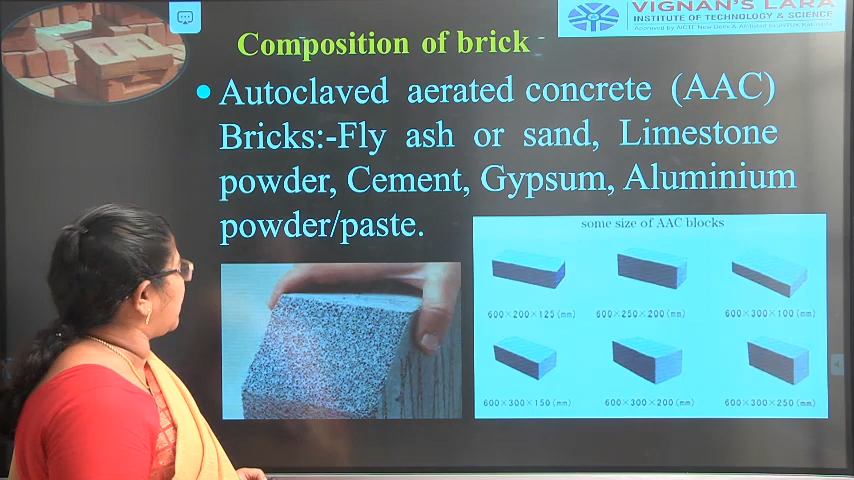 VIGNAN'S LARA
INSTITUTE OF TECHNOLOGY & SCIENCE
Composition of brick
• Autoclaved aerated concrete (AAC)
Bricks:-Fly ash or sand, Limestone
powder, Cement, Gypsum, Aluminium
powder/paste.
some size of AAC blocks
600×200×125(mm) 600×250×200(mm) 600×300×100(mm)
600×300×150(mm) 600×300×200(mm) 600×300×250(mm)